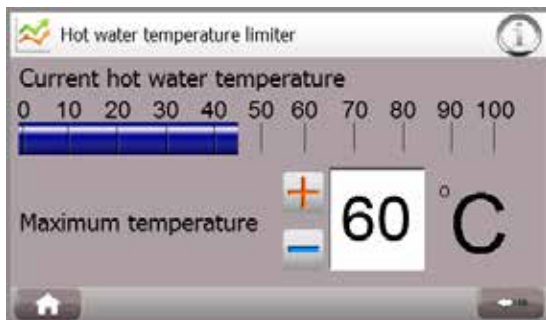 Hot water temperature limiter
Current hot water temperature
0 10 20 30 40 50 60 70 80 90 100
Maximum temperature
60 °C